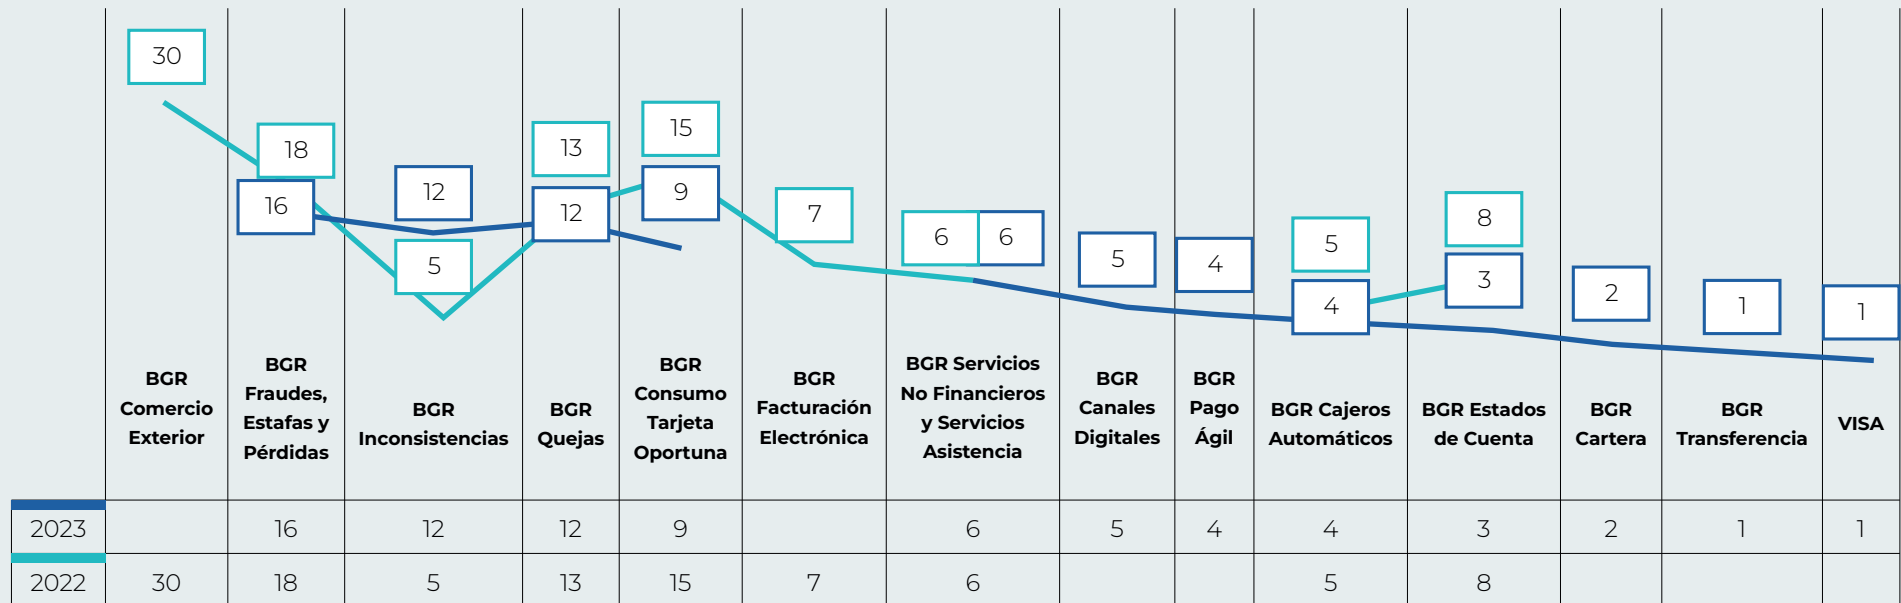 30
18
16
12
5
13
12
15
9
7
6
6
5
4
5
4
8
3
2
1
1
BGR
Comercio
Exterior
BGR
Fraudes,
Estafas y
Pérdidas
BGR
Inconsistencias
BGR
Quejas
BGR
Consumo
Tarjeta
Oportuna
BGR
Facturación
Electrónica
BGR Servicios
No Financieros
y Servicios
Asistencia
BGR
Canales
Digitales
BGR
Pago
Ágil
BGR Cajeros
Automáticos
BGR Estados
de Cuenta
BGR
Cartera
BGR
Transferencia
VISA
2023 16 12 12 9 6 5 4 4 3 2 1 1
2022 30 18 5 13 15 7 6 5 8